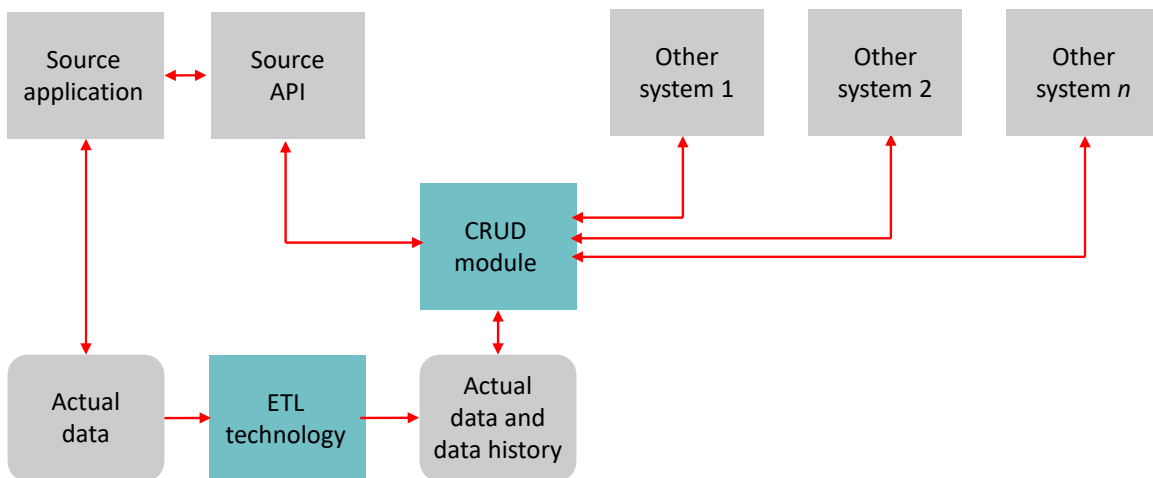 Source
application
Source
API
Other
system 1
Other
system 2
Other
system n
CRUD
module
Actual
data
ETL
technology
Actual
data and
data history